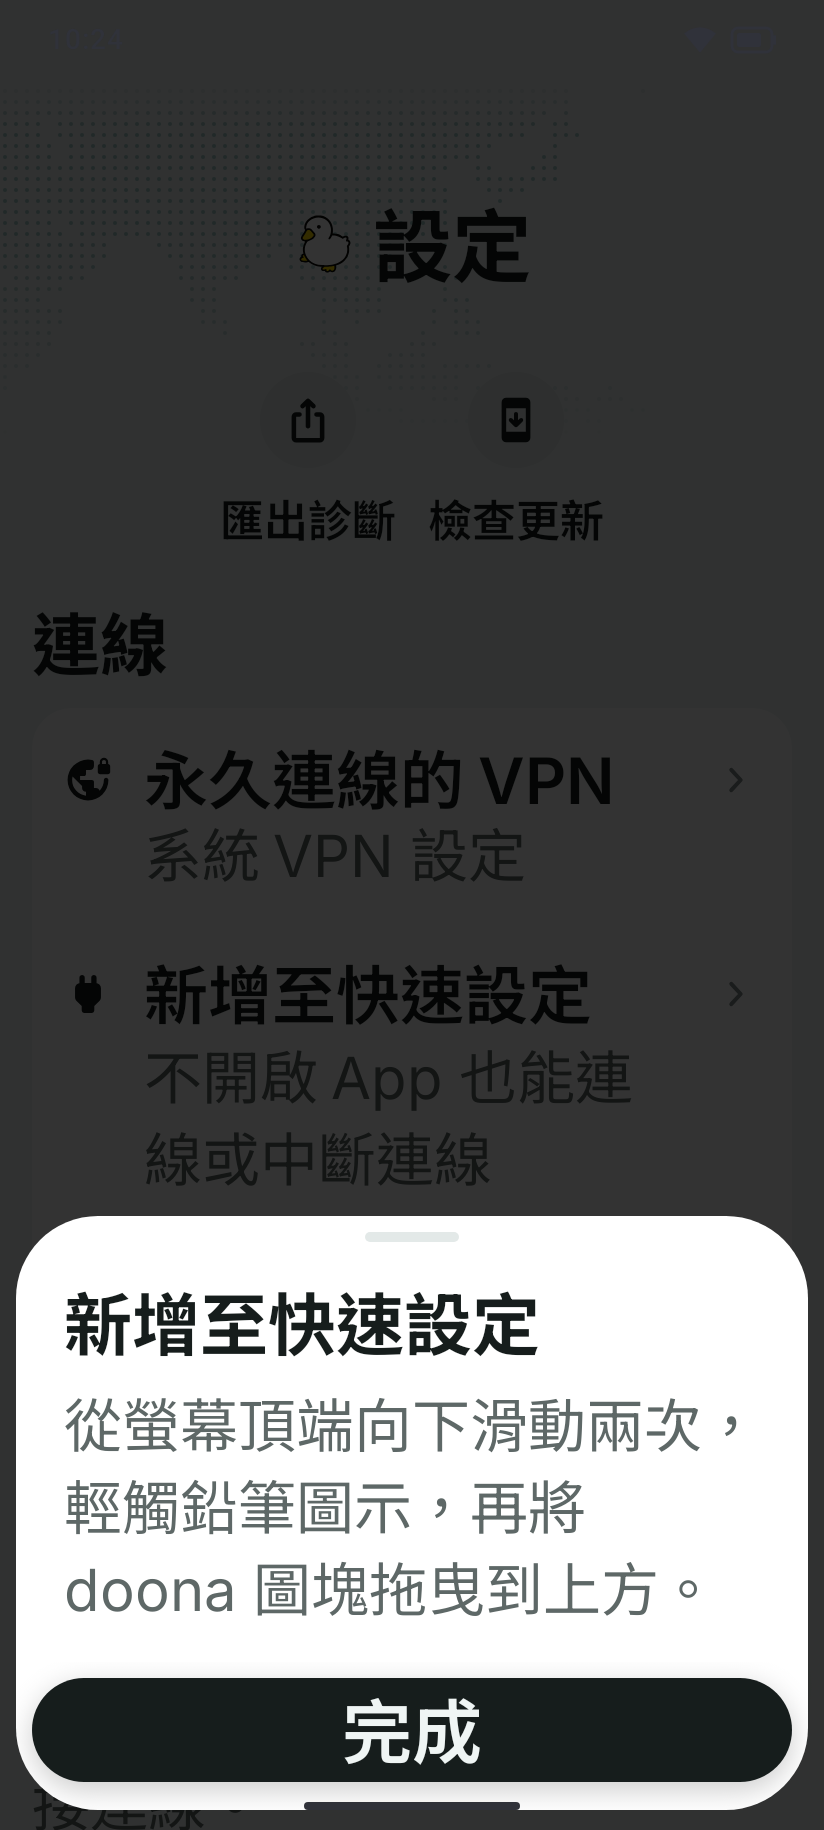 設定
匯出診斷 檢查更新
連線
永久連線的 VPN
系統 VPN 設定
新增至快速設定
不開啟 App 也能連
線或中斷連線
新增至快速設定
從螢幕頂端向下滑動兩次，
輕觸鉛筆圖示，再將
doona 圖塊拖曳到上方。
完成
接連線。